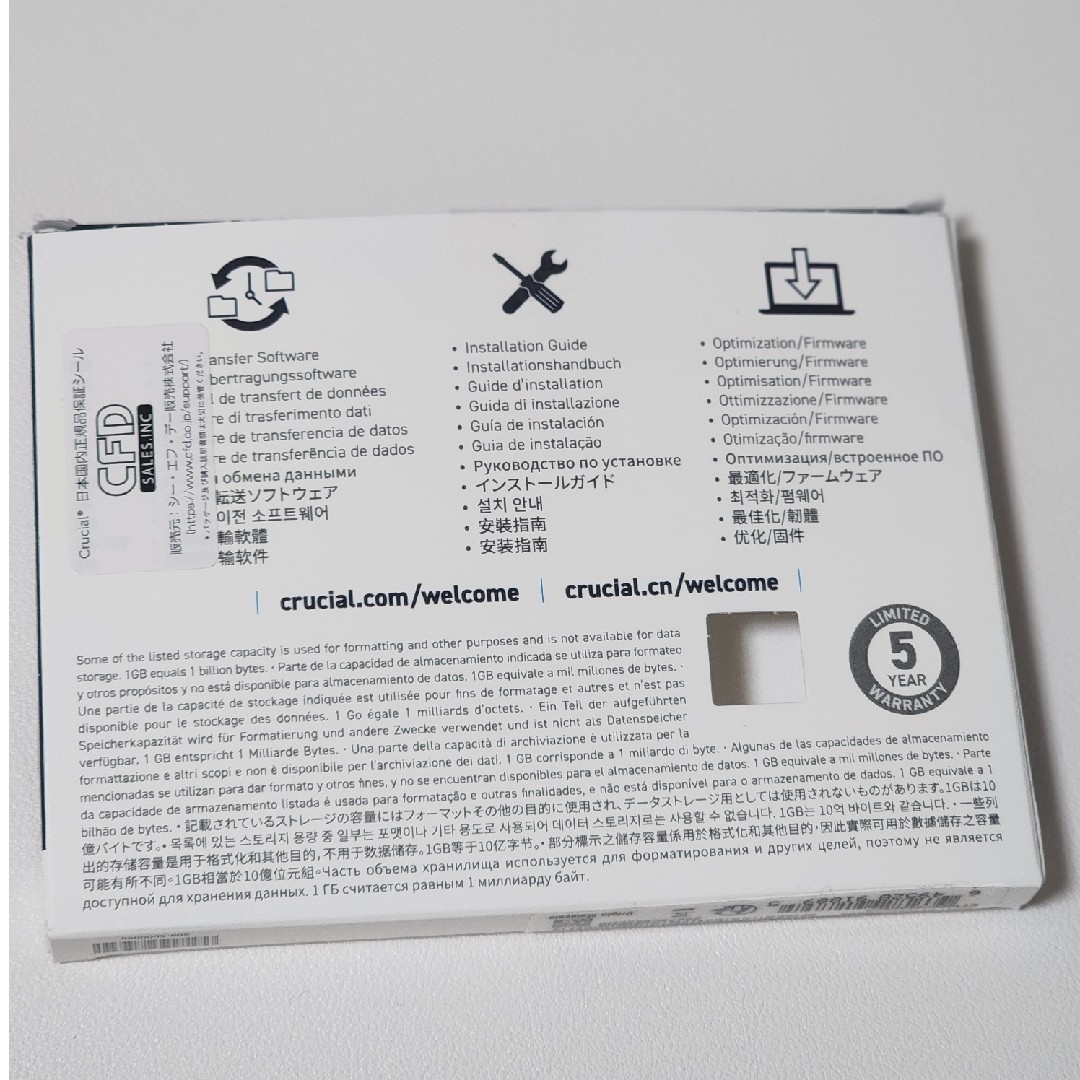 Crucial® 日本国内正規品保証シール
CFD
SALES.INC
販売元：シー・エフ・デー販売株式会社
ansfer Software
bertragungssoftware
de transfert de données
re di trasferimento dati
re de transferencia de datos
re de transferência de dados
обмена данными
転送ソフトウェア
이전 소프트웨어
輸軟體
输软件
• Installation Guide
• Installationshandbuch
• Guide d'installation
• Guida di installazione
• Guía de instalación
• Guia de instalação
• Руководство по установке
• インストールガイド
• 설치 안내
• 安裝指南
• 安装指南
• Optimization/Firmware
• Optimierung/Firmware
• Optimisation/Firmware
• Ottimizzazione/Firmware
• Optimización/Firmware
• Otimização/firmware
• Оптимизация/встроенное ПО
• 最適化/ファームウェア
• 최적화/펌웨어
• 最佳化/韌體
• 优化/固件
crucial.com/welcome
crucial.cn/welcome
LIMITED
5
YEAR
WARRANTY
Some of the listed storage capacity is used for formatting and other purposes and is not available for data
storage. 1GB equals 1 billion bytes. · Parte de la capacidad de almacenamiento indicada se utiliza para formateo
y otros propósitos y no está disponible para almacenamiento de datos. 1GB equivale a mil millones de bytes. ·
Une partie de la capacité de stockage indiquée est utilisée pour fins de formatage et autres et n'est pas
disponible pour le stockage des données. 1 Go égale 1 milliards d'octets. · Ein Teil der aufgeführten
Speicherkapazität wird für Formatierung und andere Zwecke verwendet und ist nicht als Datenspeicher
verfügbar. 1 GB entspricht 1 Milliarde Bytes. · Una parte della capacità di archiviazione è utilizzata per la
formattazione e altri scopi e non è disponibile per l'archiviazione dei dati. 1 GB corrisponde a 1 miliardo di byte. · Algunas de las capacidades de almacenamiento
mencionadas se utilizan para dar formato y otros fines, y no se encuentran disponibles para el almacenamiento de datos. 1 GB equivale a mil millones de bytes. · Parte
da capacidade de armazenamento listada é usada para formatação e outras finalidades, e não está disponível para o armazenamento de dados. 1 GB equivale a 1
bilhão de bytes. · 記載されているストレージの容量にはフォーマットその他の目的に使用され、データストレージ用としては使用されないものがあります。1GBは10
億バイトです。· 목록에 있는 스토리지 용량 중 일부는 포맷이나 기타 용도로 사용되어 데이터 스토리지로는 사용할 수 없습니다. 1GB는 10억 바이트와 같습니다. · 一些列
出的存储容量是用于格式化和其他目的，不用于数据储存。1GB等于10亿字节。· 部分標示之儲存容量係用於格式化和其他目的，因此實際可用於數據儲存之容量
可能有所不同。1GB相當於10億位元組。Часть объема хранилища используется для форматирования и других целей, поэтому не является
доступной для хранения данных. 1 ГБ считается равным 1 миллиарду байт.